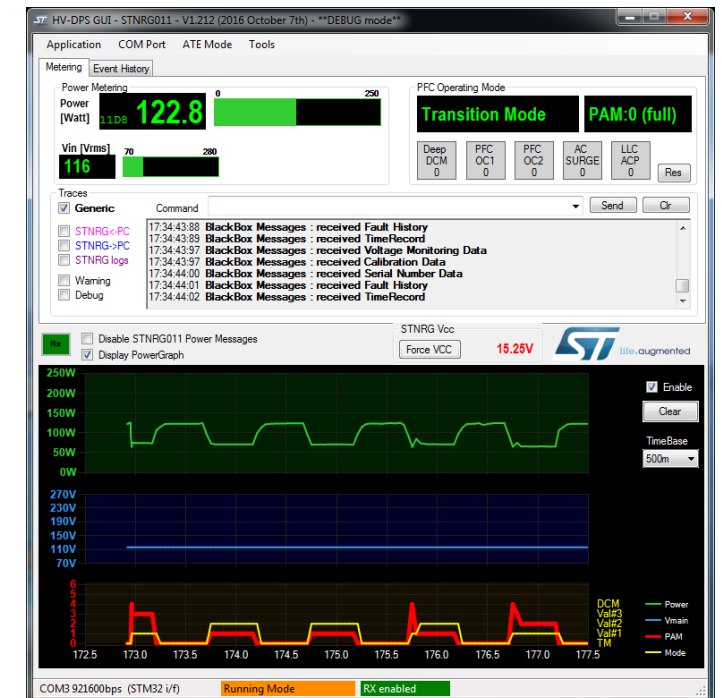 HV-DPS GUI - STNRG011 - V1.212 (2016 October 7th) - **DEBUG mode**
Application COM Port ATE Mode Tools
Metering Event History
Power Metering
Power [Watt] 11D8 122.8
0 250
Vin [Vrms]
116
70 280
PFC Operating Mode
Transition Mode PAM:0 (full)
Deep DCM 0
PFC OC1 0
PFC OC2 0
AC SURGE 0
LLC ACP 0
Res
Traces
Generic
Command
Send Clr
STNRG<-PC
STNRG->PC
STNRG logs
Warning
Debug
17:34:43:88 BlackBox Messages : received Fault History
17:34:43:89 BlackBox Messages : received TimeRecord
17:34:43:97 BlackBox Messages : received Voltage Monitoring Data
17:34:43:97 BlackBox Messages : received Calibration Data
17:34:44:00 BlackBox Messages : received Serial Number Data
17:34:44:01 BlackBox Messages : received Fault History
17:34:44:02 BlackBox Messages : received TimeRecord
Rx
Disable STNRG011 Power Messages
Display PowerGraph
STNRG Vcc
Force VCC 15.25V
ST life.augmented
250W
200W
150W
100W
50W
0W
Enable
Clear
TimeBase
500m
270V
230V
190V
150V
110V
70V
6
5
4
3
2
1
0
DCM
Val#3
Val#2
Val#1
TM
172.5 173.0 173.5 174.0 174.5 175.0 175.5 176.0 176.5 177.0 177.5
Power
Vmain
PAM
Mode
COM3 921600bps (STM32 i/f) Running Mode RX enabled